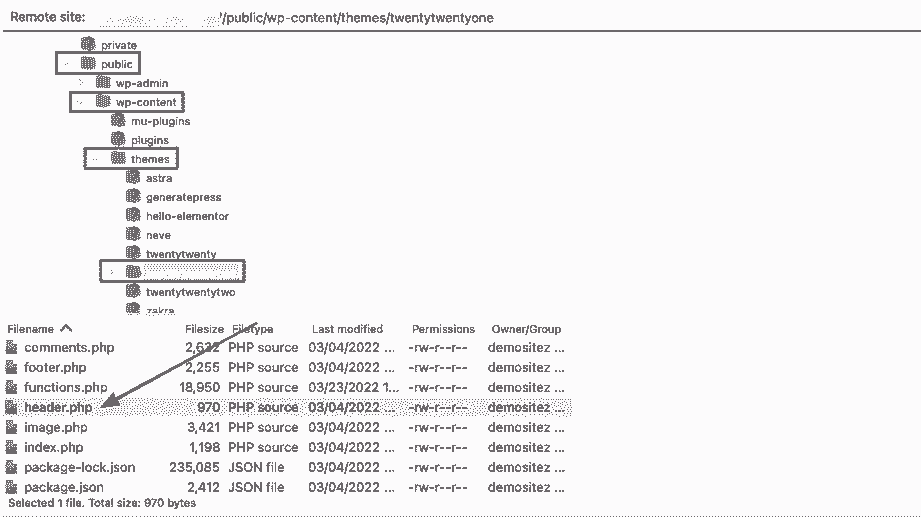 Remote site: '/public/wp-content/themes/twentytwentyone
private
public
wp-admin
wp-content
mu-plugins
plugins
themes
astra
generatepress
hello-elementor
neve
twentytwenty
twentytwentytwo
zakra
Filename Filesize Filetype Last modified Permissions Owner/Group
comments.php 2,632 PHP source 03/04/2022 ... -rw-r--r-- demositez ...
footer.php 2,255 PHP source 03/04/2022 ... -rw-r--r-- demositez ...
functions.php 18,950 PHP source 03/23/2022 1... -rw-r--r-- demositez ...
header.php 970 PHP source 03/04/2022 ... -rw-r--r-- demositez ...
image.php 3,421 PHP source 03/04/2022 ... -rw-r--r-- demositez ...
index.php 1,198 PHP source 03/04/2022 ... -rw-r--r-- demositez ...
package-lock.json 235,085 JSON file 03/04/2022 ... -rw-r--r-- demositez ...
package.json 2,412 JSON file 03/04/2022 ... -rw-r--r-- demositez ...
Selected 1 file. Total size: 970 bytes